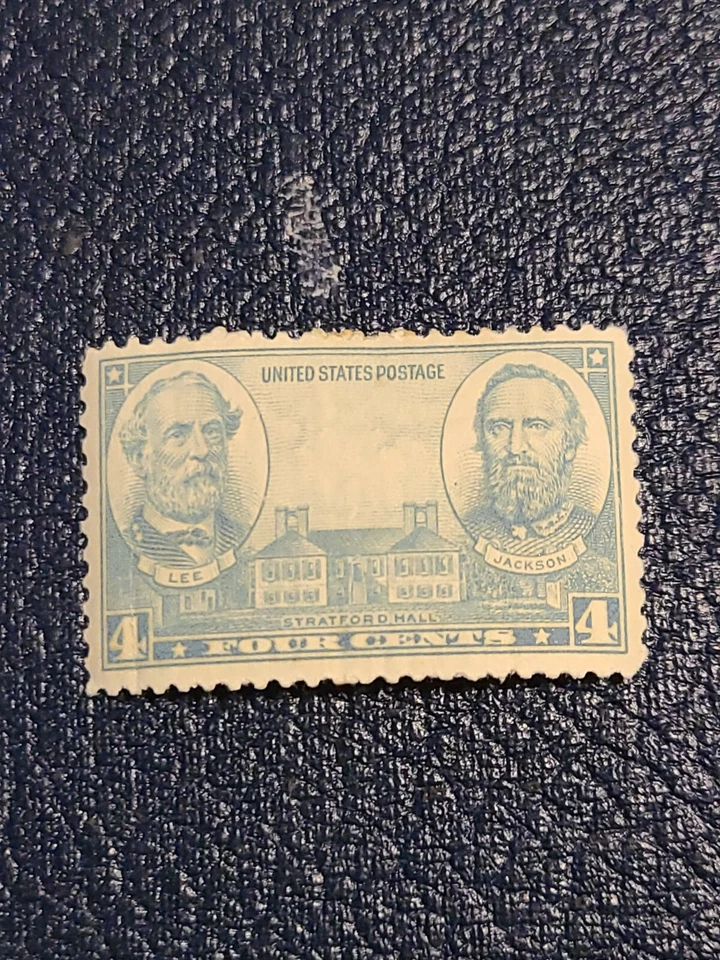 UNITED STATES POSTAGE
LEE
JACKSON
STRATFORD HALL
4 FOUR CENTS 4